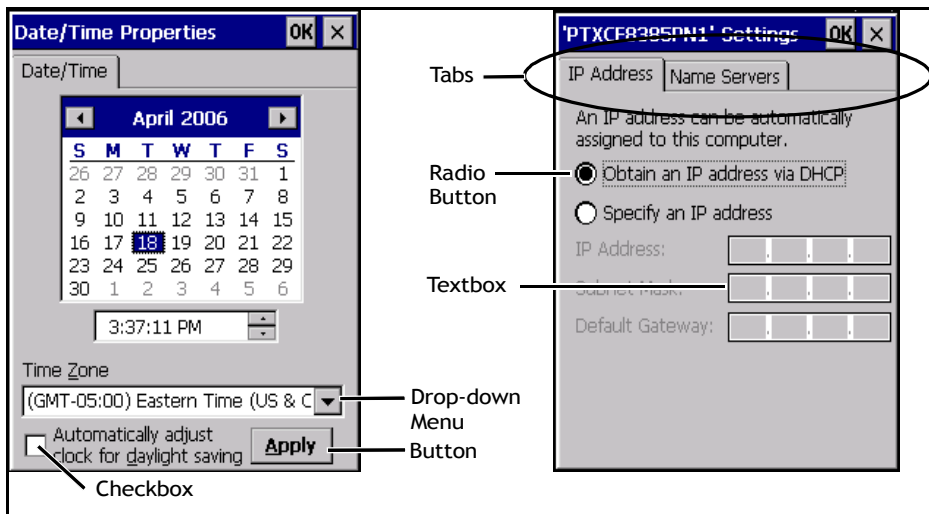 Date/Time Properties OK ×
Date/Time
April 2006
S M T W T F S
26 27 28 29 30 31 1
2 3 4 5 6 7 8
9 10 11 12 13 14 15
16 17 18 19 20 21 22
23 24 25 26 27 28 29
30 1 2 3 4 5 6
3:37:11 PM
Time Zone
(GMT-05:00) Eastern Time (US & C
Automatically adjust
clock for daylight saving
Apply
Checkbox
Drop-down
Menu
Button
Tabs
Radio
Button
Textbox
'PTXCF8385PN1' Settings OK ×
IP Address Name Servers
An IP address can be automatically
assigned to this computer.
Obtain an IP address via DHCP
Specify an IP address
IP Address: . . .
Subnet Mask: . . .
Default Gateway: . . .